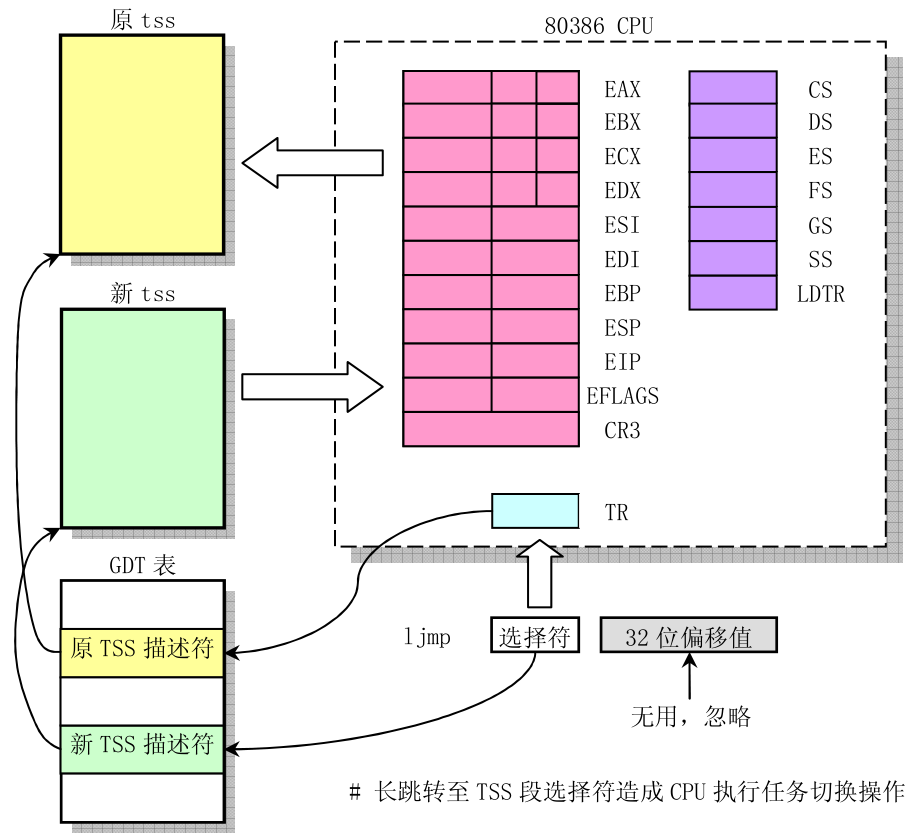 原 tss
80386 CPU
EAX
EBX
ECX
EDX
ESI
EDI
EBP
ESP
EIP
EFLAGS
CR3
CS
DS
ES
FS
GS
SS
LDTR
新 tss
TR
GDT 表
原 TSS 描述符
新 TSS 描述符
ljmp
选择符
32 位偏移值
无用，忽略
# 长跳转至 TSS 段选择符造成 CPU 执行任务切换操作